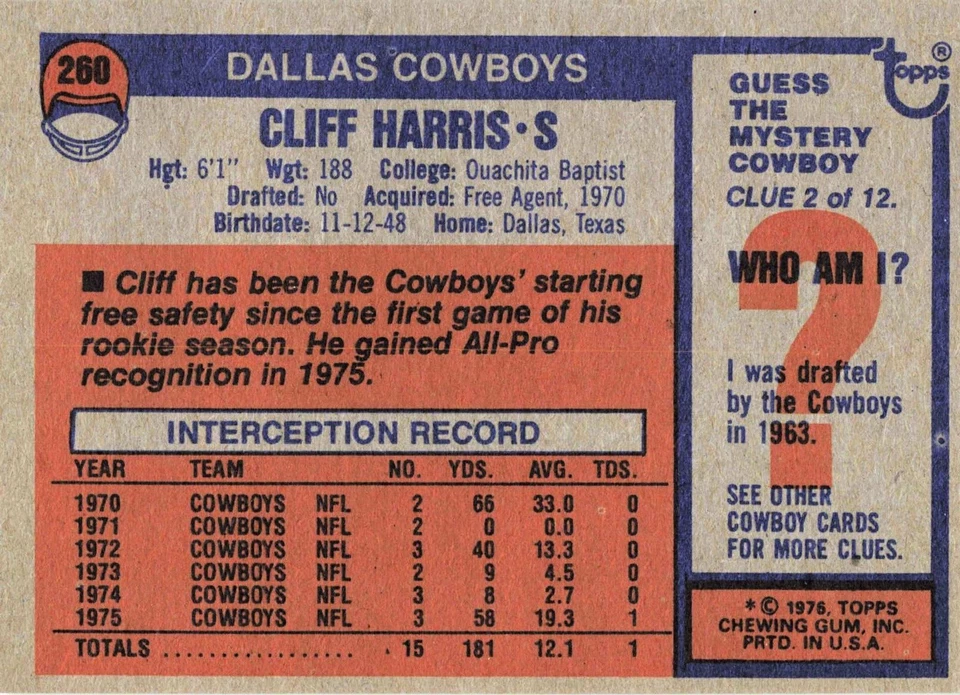 260
DALLAS COWBOYS
CLIFF HARRIS•S
Hgt: 6'1" Wgt: 188 College: Ouachita Baptist
Drafted: No Acquired: Free Agent, 1970
Birthdate: 11-12-48 Home: Dallas, Texas
■ Cliff has been the Cowboys' starting
free safety since the first game of his
rookie season. He gained All-Pro
recognition in 1975.
INTERCEPTION RECORD
YEAR TEAM NO. YDS. AVG. TDS.
1970 COWBOYS NFL 2 66 33.0 0
1971 COWBOYS NFL 2 0 0.0 0
1972 COWBOYS NFL 3 40 13.3 0
1973 COWBOYS NFL 2 9 4.5 0
1974 COWBOYS NFL 3 8 2.7 0
1975 COWBOYS NFL 3 58 19.3 1
TOTALS ................. 15 181 12.1 1
topps ®
GUESS
THE
MYSTERY
COWBOY
CLUE 2 of 12.
?
WHO AM I?
I was drafted
by the Cowboys
in 1963.
SEE OTHER
COWBOY CARDS
FOR MORE CLUES.
* © 1976, TOPPS
CHEWING GUM, INC.
PRTD. IN U.S.A.